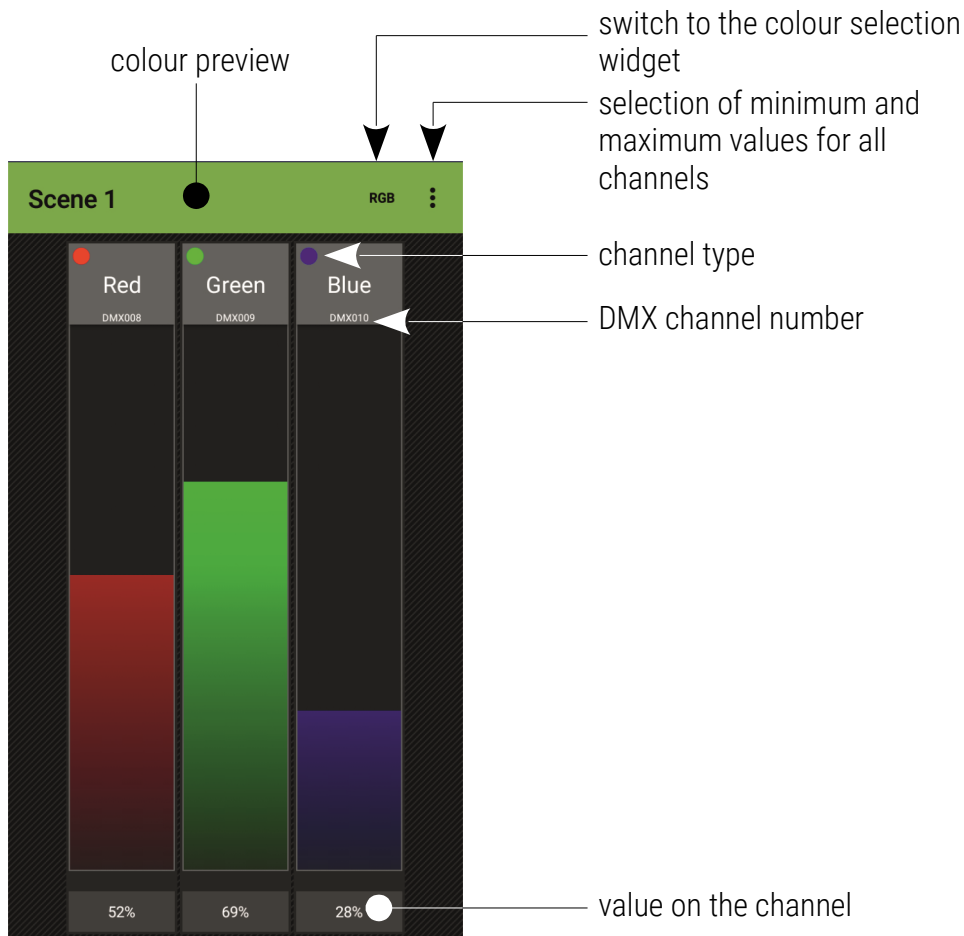 switch to the colour selection
widget
colour preview
selection of minimum and
maximum values for all
channels
Scene 1
RGB
channel type
Red
Green
Blue
DMX008
DMX009
DMX010
DMX channel number
52%
69%
28%
value on the channel